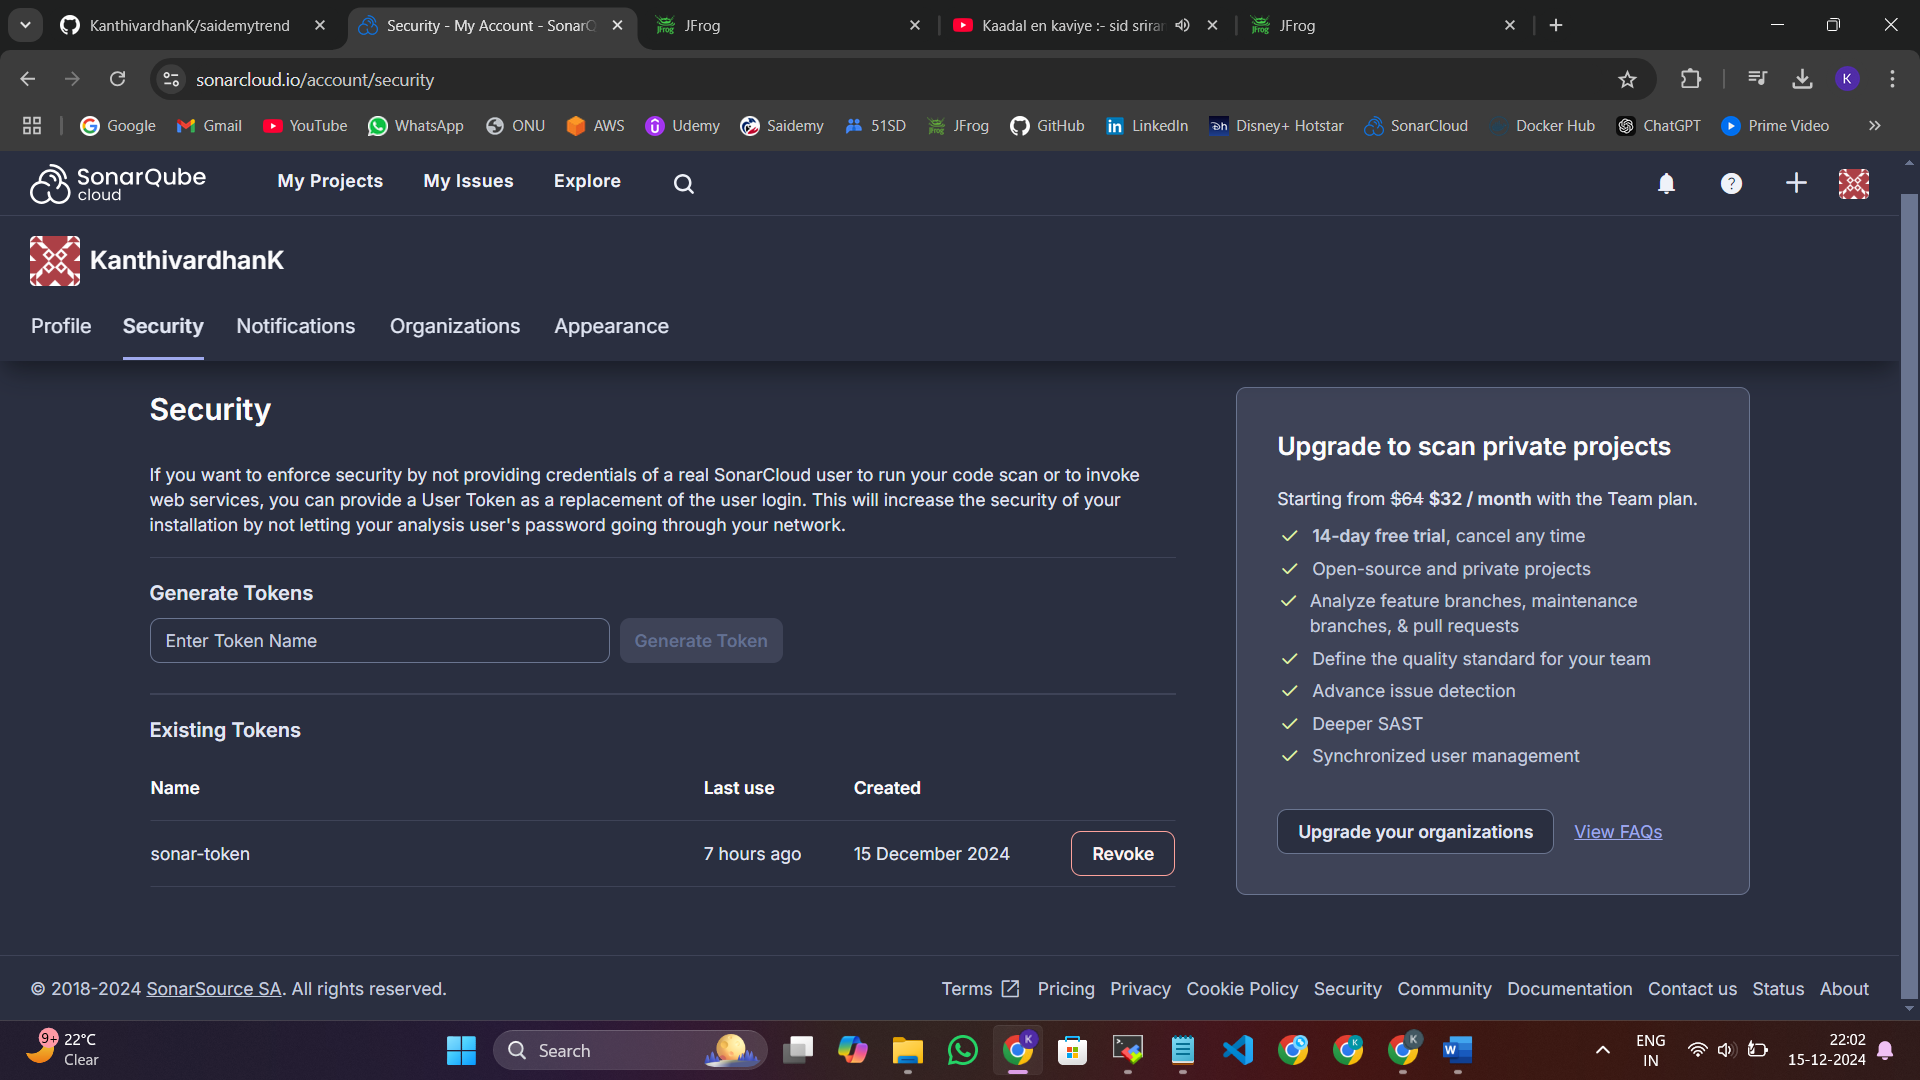 KanthivardhanK/saidemytrend
Security - My Account - SonarQ
JFrog
Kaadal en kaviye :- sid srirar
JFrog
sonarcloud.io/account/security
K
Google
Gmail
YouTube
WhatsApp
ONU
AWS
Udemy
Saidemy
51SD
JFrog
GitHub
LinkedIn
Disney+ Hotstar
SonarCloud
Docker Hub
ChatGPT
Prime Video
SonarQube
cloud
My Projects
My Issues
Explore
KanthivardhanK
Profile
Security
Notifications
Organizations
Appearance
Security
If you want to enforce security by not providing credentials of a real SonarCloud user to run your code scan or to invoke
web services, you can provide a User Token as a replacement of the user login. This will increase the security of your
installation by not letting your analysis user's password going through your network.
Generate Tokens
Enter Token Name
Generate Token
Existing Tokens
Name Last use Created
sonar-token 7 hours ago 15 December 2024 Revoke
Upgrade to scan private projects
Starting from $64 $32 / month with the Team plan.
14-day free trial, cancel any time
Open-source and private projects
Analyze feature branches, maintenance
branches, & pull requests
Define the quality standard for your team
Advance issue detection
Deeper SAST
Synchronized user management
Upgrade your organizations
View FAQs
© 2018-2024 SonarSource SA. All rights reserved.
Terms Pricing Privacy Cookie Policy Security Community Documentation Contact us Status About
9+
22°C
Clear
Search
ENG
IN
22:02
15-12-2024